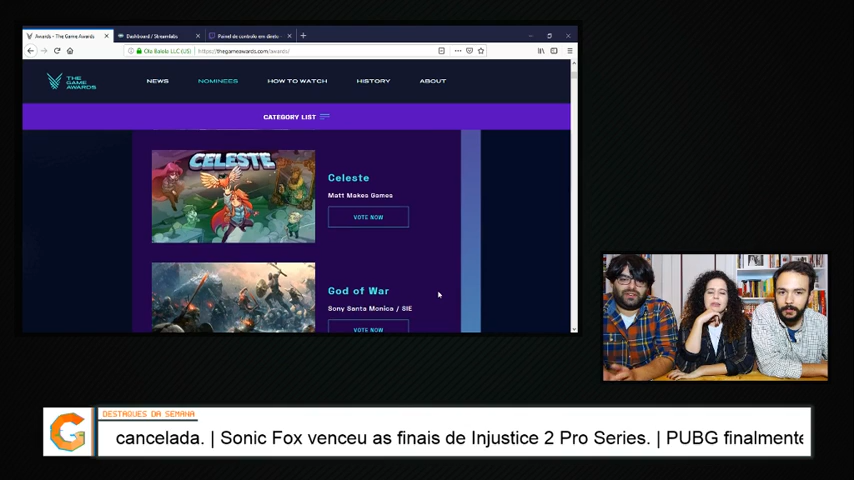 Awards - The Game Awards
Dashboard / Streamlabs
Painel de controlo em direto -
Ola Balola LLC (US)
https://thegameawards.com/awards/
THE
GAME
AWARDS
NEWS
NOMINEES
HOW TO WATCH
HISTORY
ABOUT
CATEGORY LIST
CELESTE
Celeste
Matt Makes Games
VOTE NOW
God of War
Sony Santa Monica / SIE
VOTE NOW
DESTAQUES DA SEMANA
cancelada. | Sonic Fox venceu as finais de Injustice 2 Pro Series. | PUBG finalmente